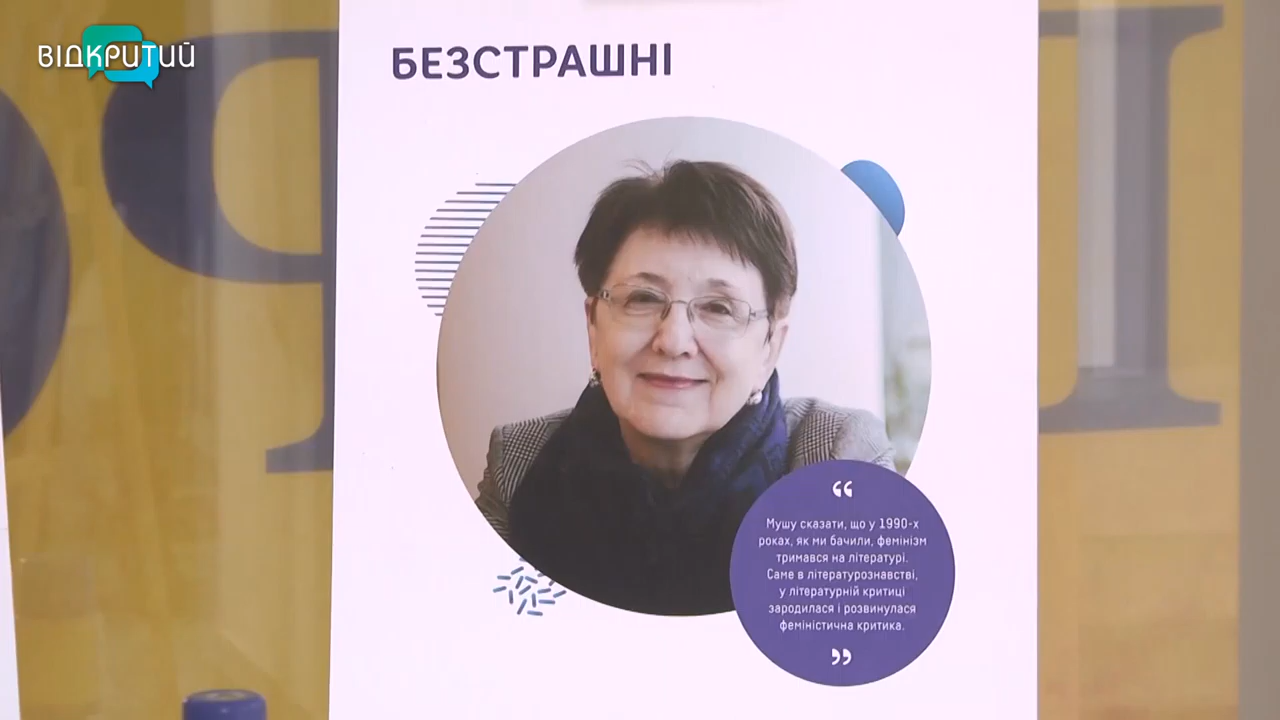 ВІДКРИТИЙ
БЕЗСТРАШНІ
“
Мушу сказати, що у 1990-х
роках, як ми бачили, фемінізм
тримався на літературі.
Саме в літературознавстві,
у літературній критиці
зародилася і розвинулася
феміністична критика.
”